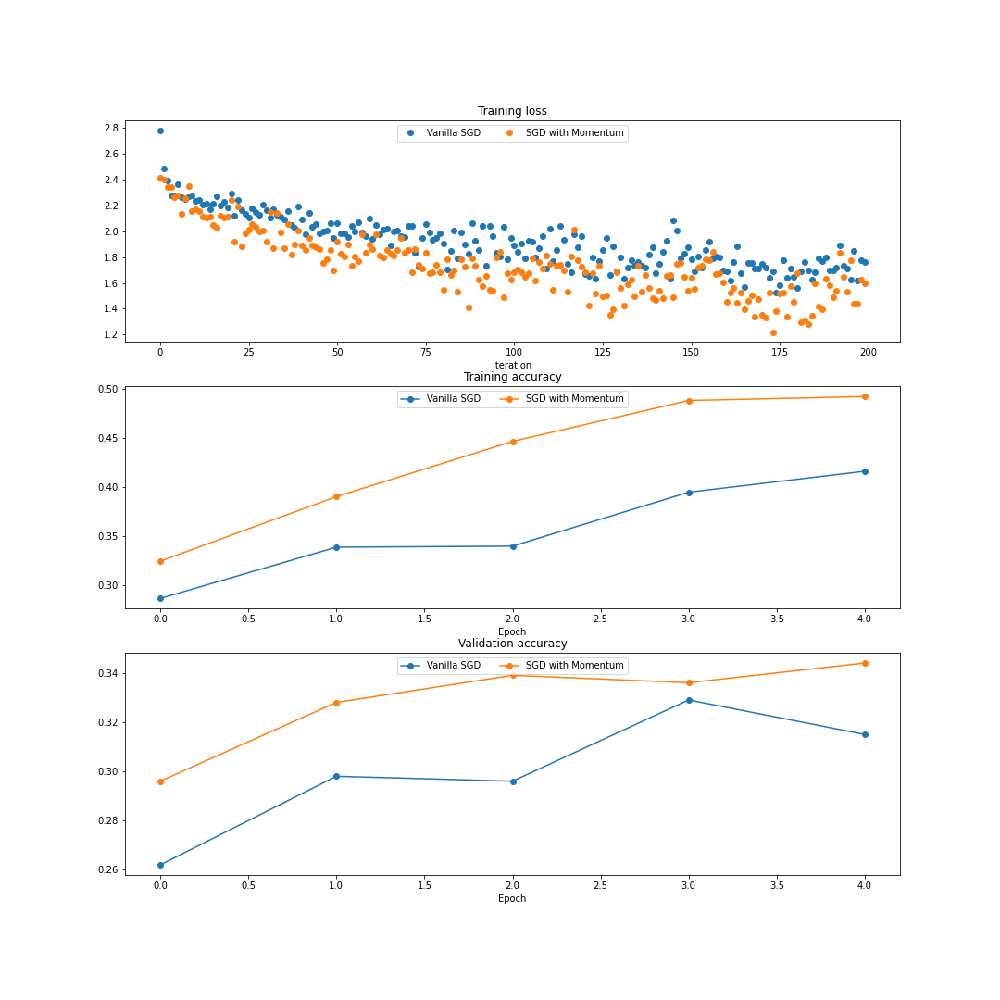 Training loss
Vanilla SGD SGD with Momentum
2.8
2.6
2.4
2.2
2.0
1.8
1.6
1.4
1.2
0 25 50 75 100 125 150 175 200
Iteration
Training accuracy
Vanilla SGD SGD with Momentum
0.50
0.45
0.40
0.35
0.30
0.0 0.5 1.0 1.5 2.0 2.5 3.0 3.5 4.0
Epoch
Validation accuracy
Vanilla SGD SGD with Momentum
0.34
0.32
0.30
0.28
0.26
0.0 0.5 1.0 1.5 2.0 2.5 3.0 3.5 4.0
Epoch